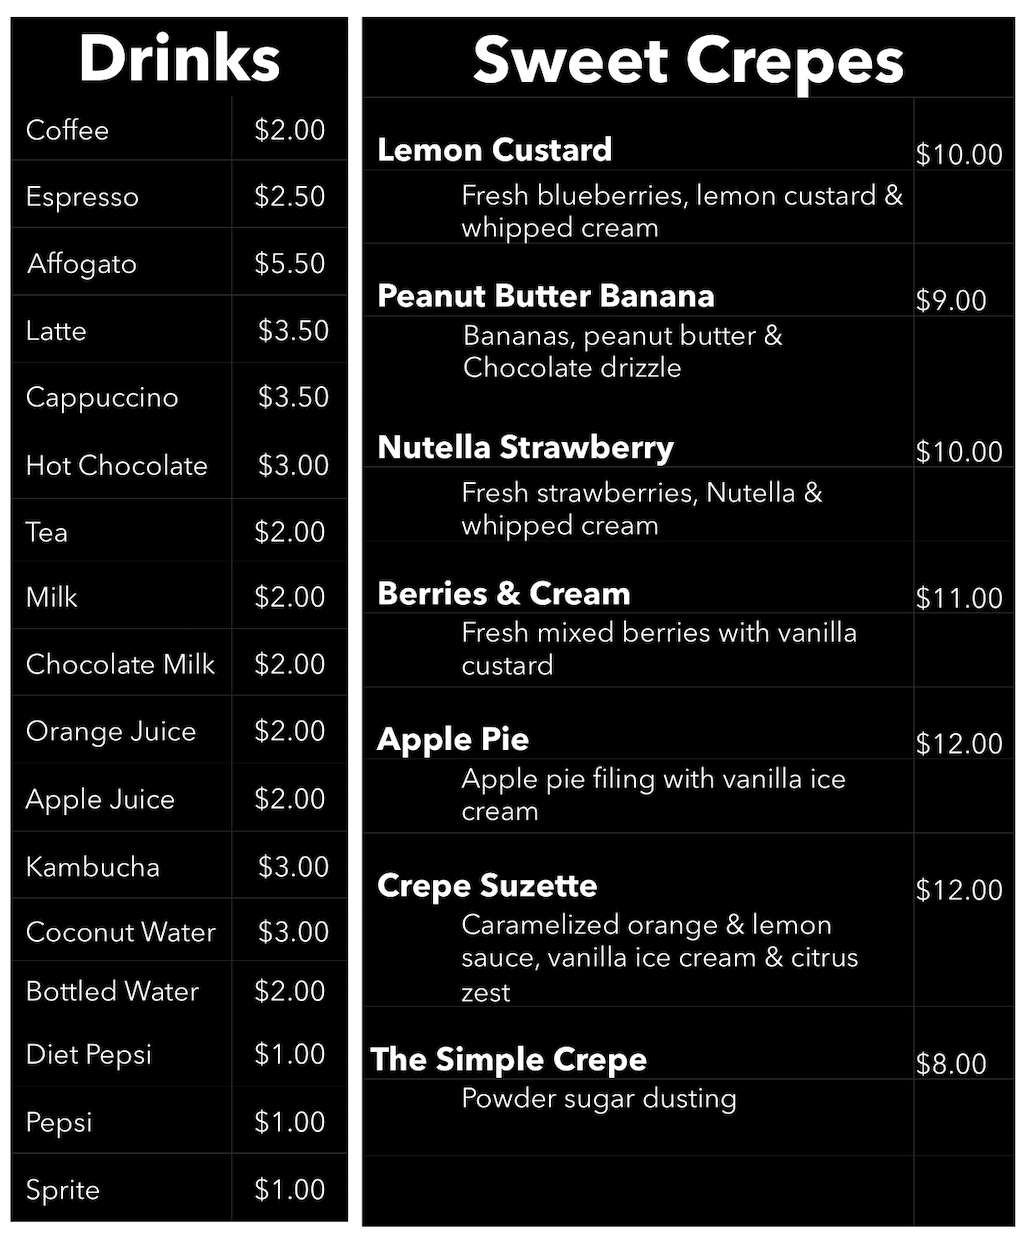 Drinks
Coffee $2.00
Espresso $2.50
Affogato $5.50
Latte $3.50
Cappuccino $3.50
Hot Chocolate $3.00
Tea $2.00
Milk $2.00
Chocolate Milk $2.00
Orange Juice $2.00
Apple Juice $2.00
Kambucha $3.00
Coconut Water $3.00
Bottled Water $2.00
Diet Pepsi $1.00
Pepsi $1.00
Sprite $1.00
Sweet Crepes
Lemon Custard $10.00
Fresh blueberries, lemon custard &
whipped cream
Peanut Butter Banana $9.00
Bananas, peanut butter &
Chocolate drizzle
Nutella Strawberry $10.00
Fresh strawberries, Nutella &
whipped cream
Berries & Cream $11.00
Fresh mixed berries with vanilla
custard
Apple Pie $12.00
Apple pie filing with vanilla ice
cream
Crepe Suzette $12.00
Caramelized orange & lemon
sauce, vanilla ice cream & citrus
zest
The Simple Crepe $8.00
Powder sugar dusting